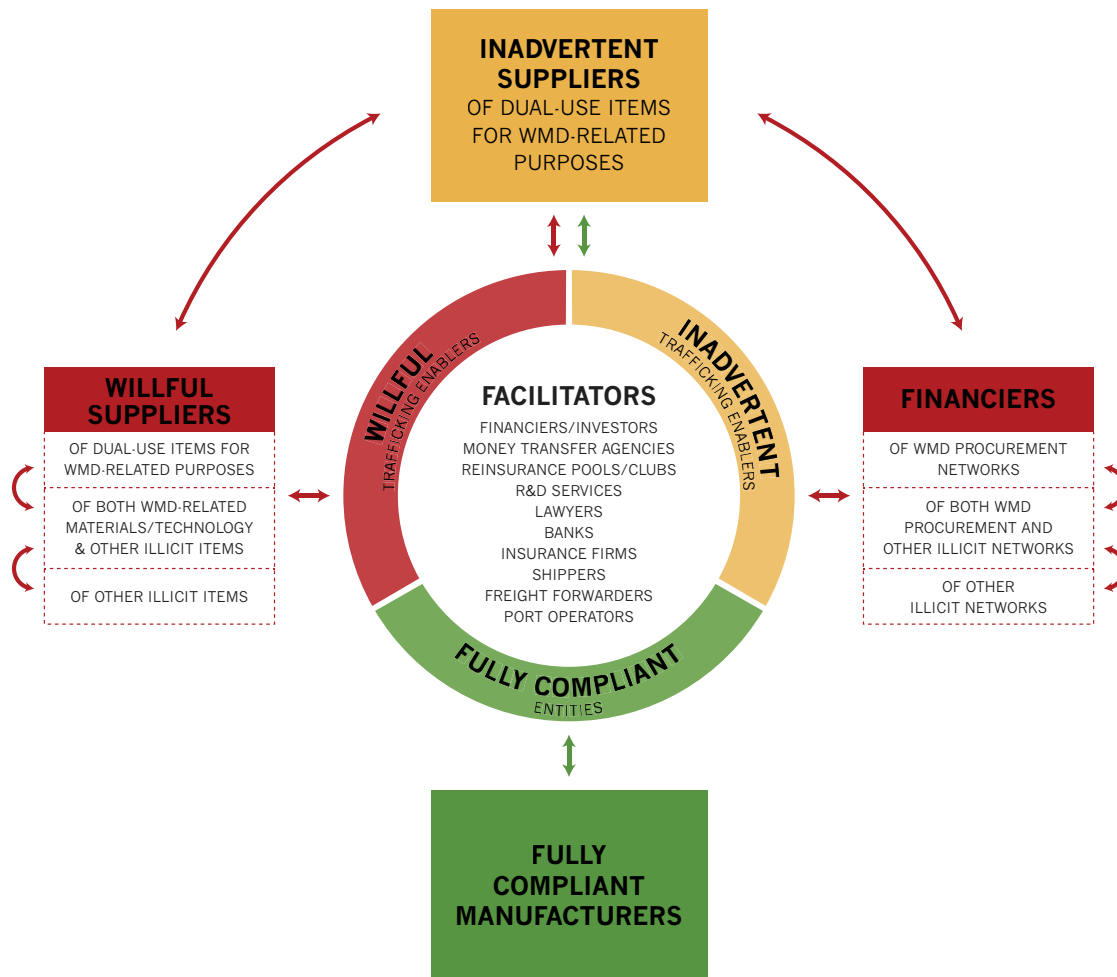 INADVERTENT
SUPPLIERS
OF DUAL-USE ITEMS
FOR WMD-RELATED
PURPOSES
WILLFUL
TRAFFICKING ENABLERS
INADVERTENT
TRAFFICKING ENABLERS
WILLFUL
SUPPLIERS
OF DUAL-USE ITEMS FOR
WMD-RELATED PURPOSES
OF BOTH WMD-RELATED
MATERIALS/TECHNOLOGY
& OTHER ILLICIT ITEMS
OF OTHER ILLICIT ITEMS
FACILITATORS
FINANCIERS/INVESTORS
MONEY TRANSFER AGENCIES
REINSURANCE POOLS/CLUBS
R&D SERVICES
LAWYERS
BANKS
INSURANCE FIRMS
SHIPPERS
FREIGHT FORWARDERS
PORT OPERATORS
FINANCIERS
OF WMD PROCUREMENT
NETWORKS
OF BOTH WMD
PROCUREMENT AND
OTHER ILLICIT NETWORKS
OF OTHER
ILLICIT NETWORKS
FULLY COMPLIANT
ENTITIES
FULLY
COMPLIANT
MANUFACTURERS